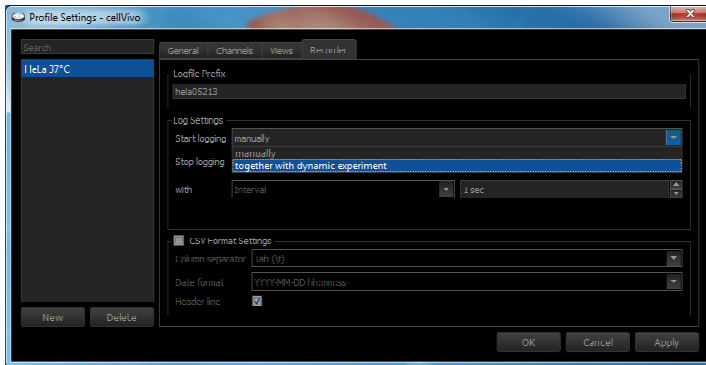 Profile Settings - cellVivo
Search
General Channels Views Recorder
HeLa 37°C
Logfile Prefix
hela05213
Log Settings
Start logging manually
manually
Stop logging together with dynamic experiment
with Interval 1 sec
CSV Format Settings
Column separator Tab (\t)
Date format YYYY-MM-DD hh:mm:ss
Header line
New Delete
OK Cancel Apply